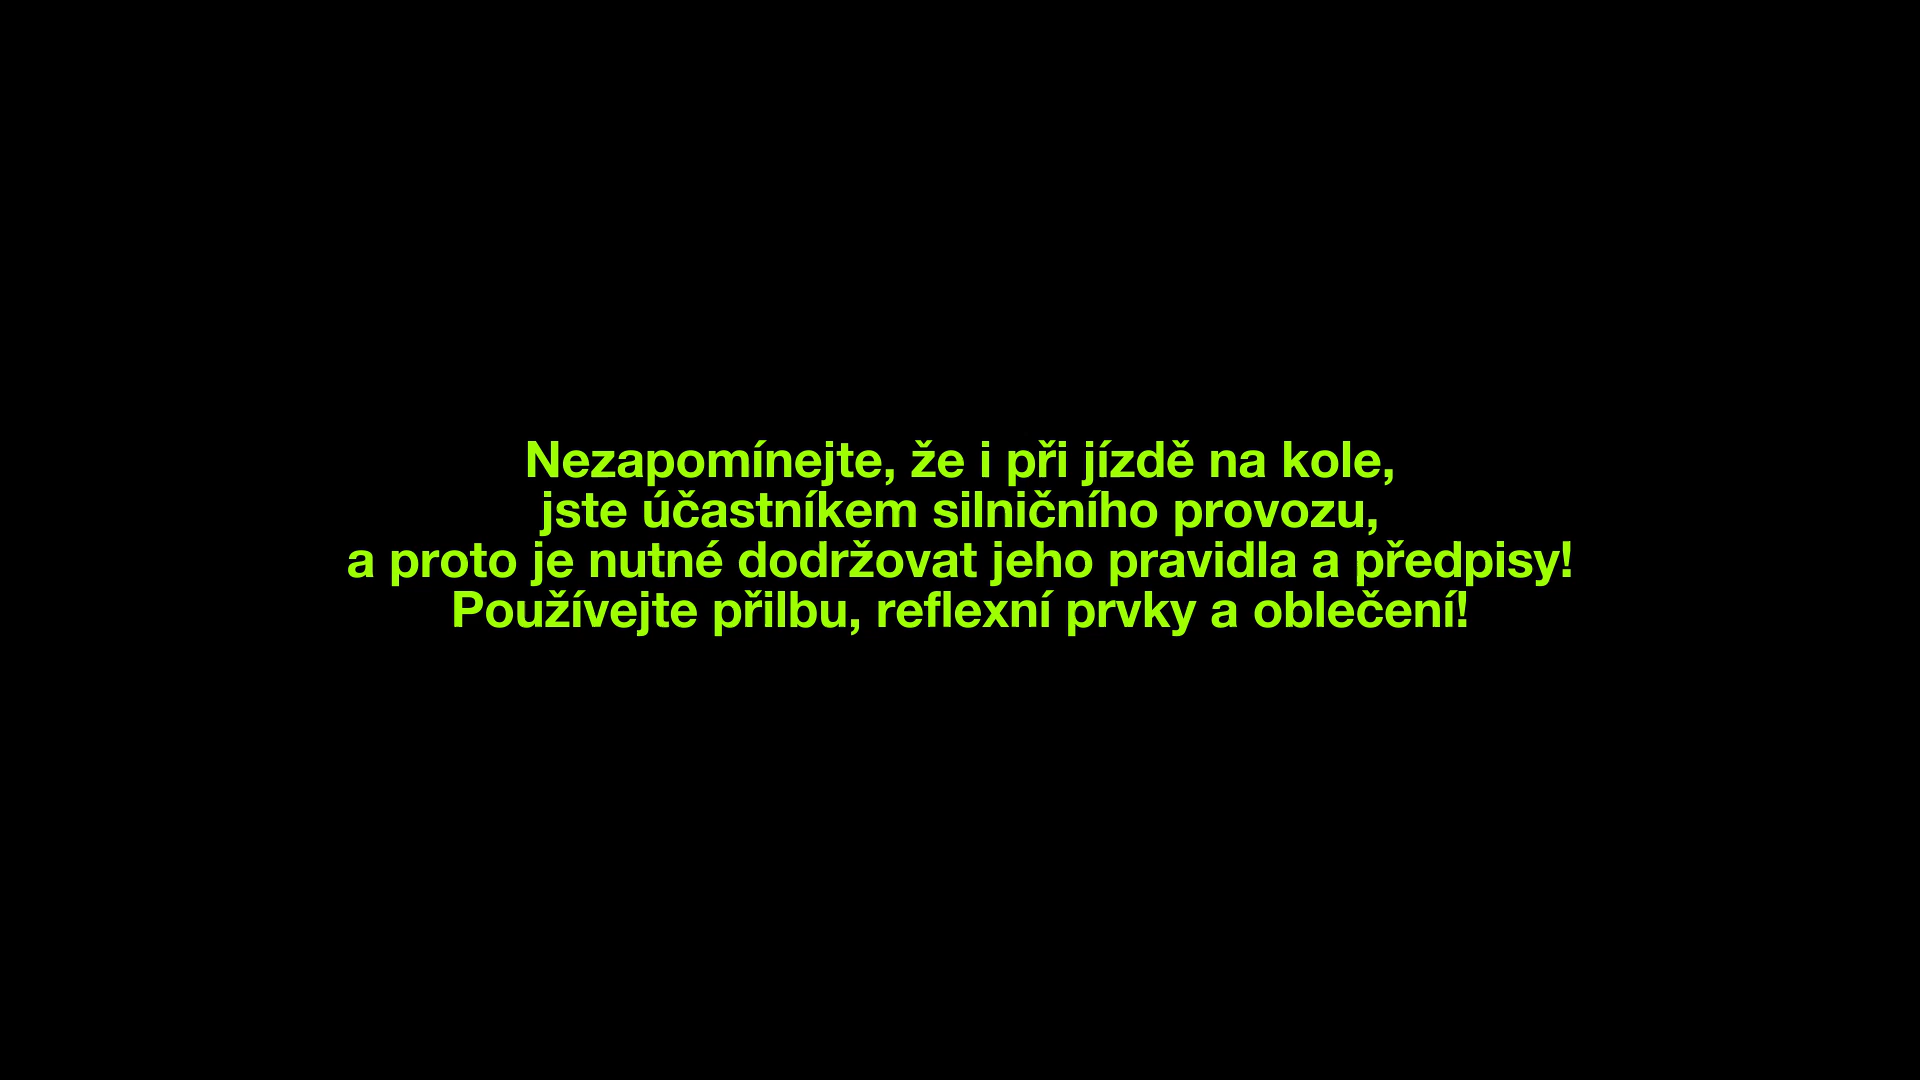 Nezapomínejte, že i při jízdě na kole,
jste účastníkem silničního provozu,
a proto je nutné dodržovat jeho pravidla a předpisy!
Používejte přilbu, reflexní prvky a oblečení!